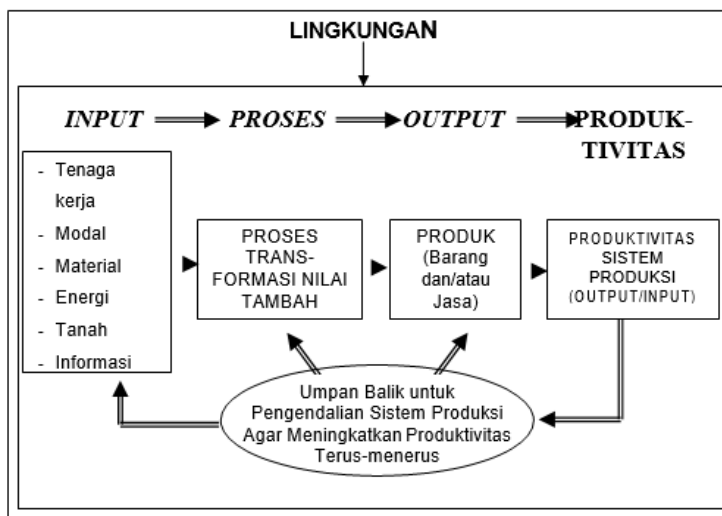 LINGKUNGAN
INPUT PROSES OUTPUT PRODUK-
TIVITAS
- Tenaga
kerja
- Modal
- Material
- Energi
- Tanah
- Informasi
PROSES
TRANS-
FORMASI NILAI
TAMBAH
PRODUK
(Barang
dan/atau
Jasa)
PRODUKTIVITAS
SISTEM
PRODUKSI
(OUTPUT/INPUT)
Umpan Balik untuk
Pengendalian Sistem Produksi
Agar Meningkatkan Produktivitas
Terus-menerus